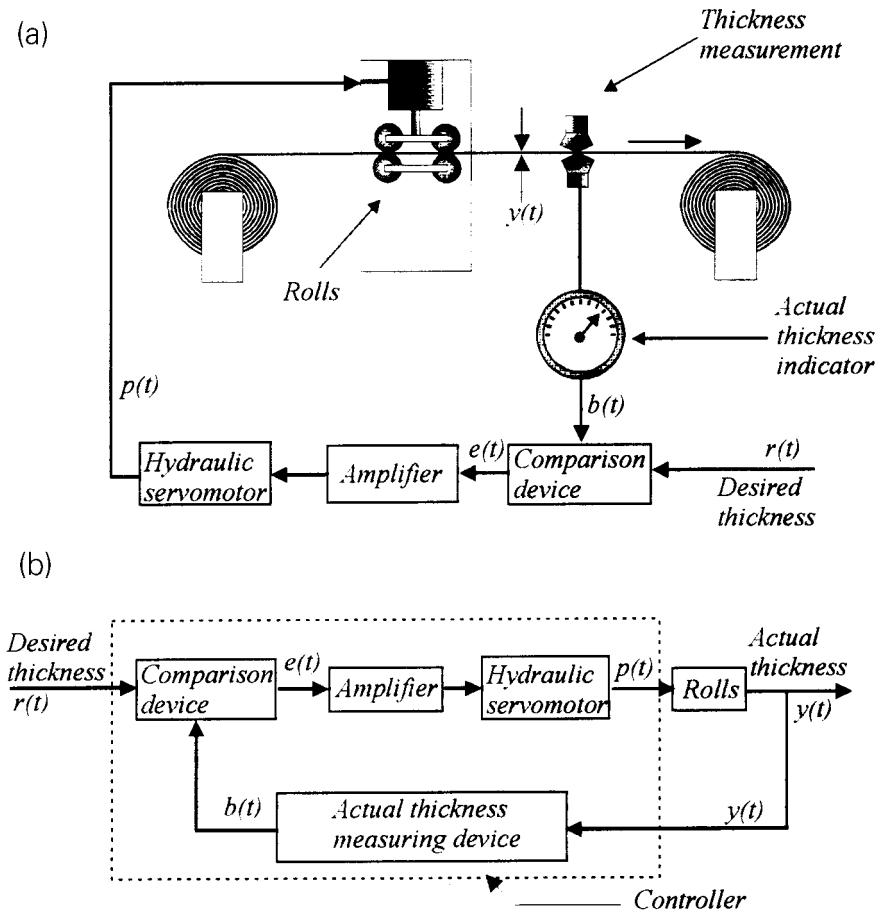 (a)
Thickness
measurement
y(t)
Rolls
Actual
thickness
indicator
p(t)
b(t)
Hydraulic
servomotor
Amplifier
e(t)
Comparison
device
r(t)
Desired
thickness
(b)
Desired
thickness
r(t)
Comparison
device
e(t)
Amplifier
Hydraulic
servomotor
p(t)
Rolls
Actual
thickness
y(t)
b(t)
Actual thickness
measuring device
y(t)
Controller